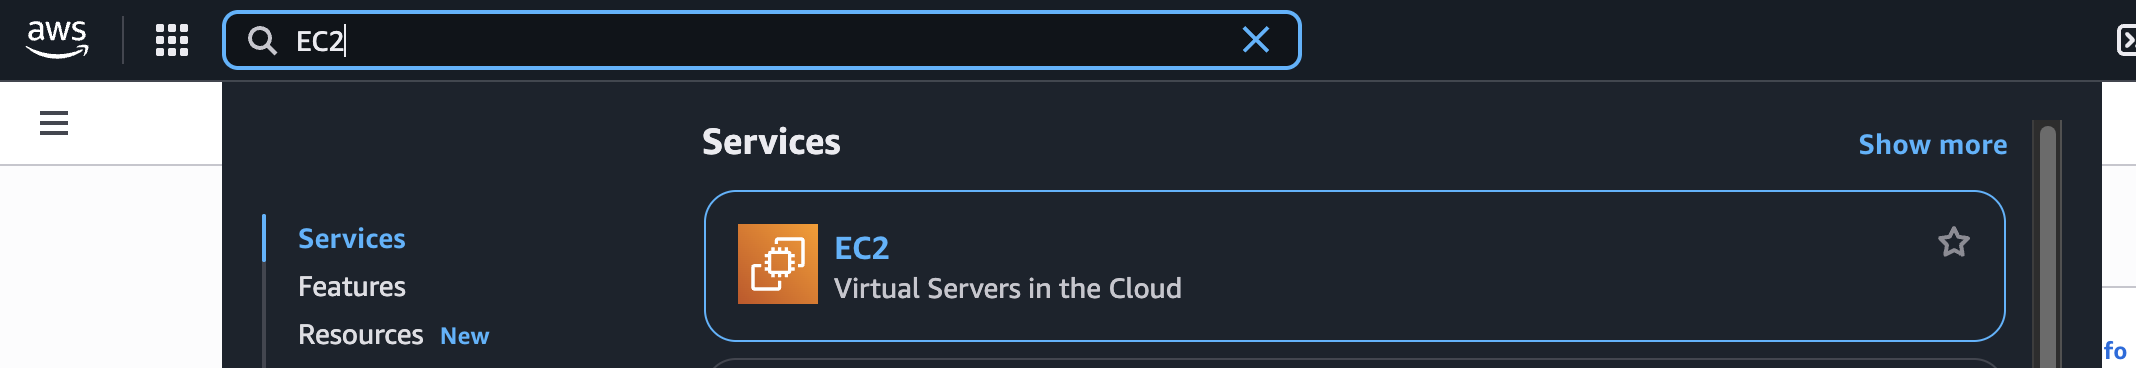 aws
EC2
Services
Show more
Services
Features
Resources New
EC2
Virtual Servers in the Cloud
fo